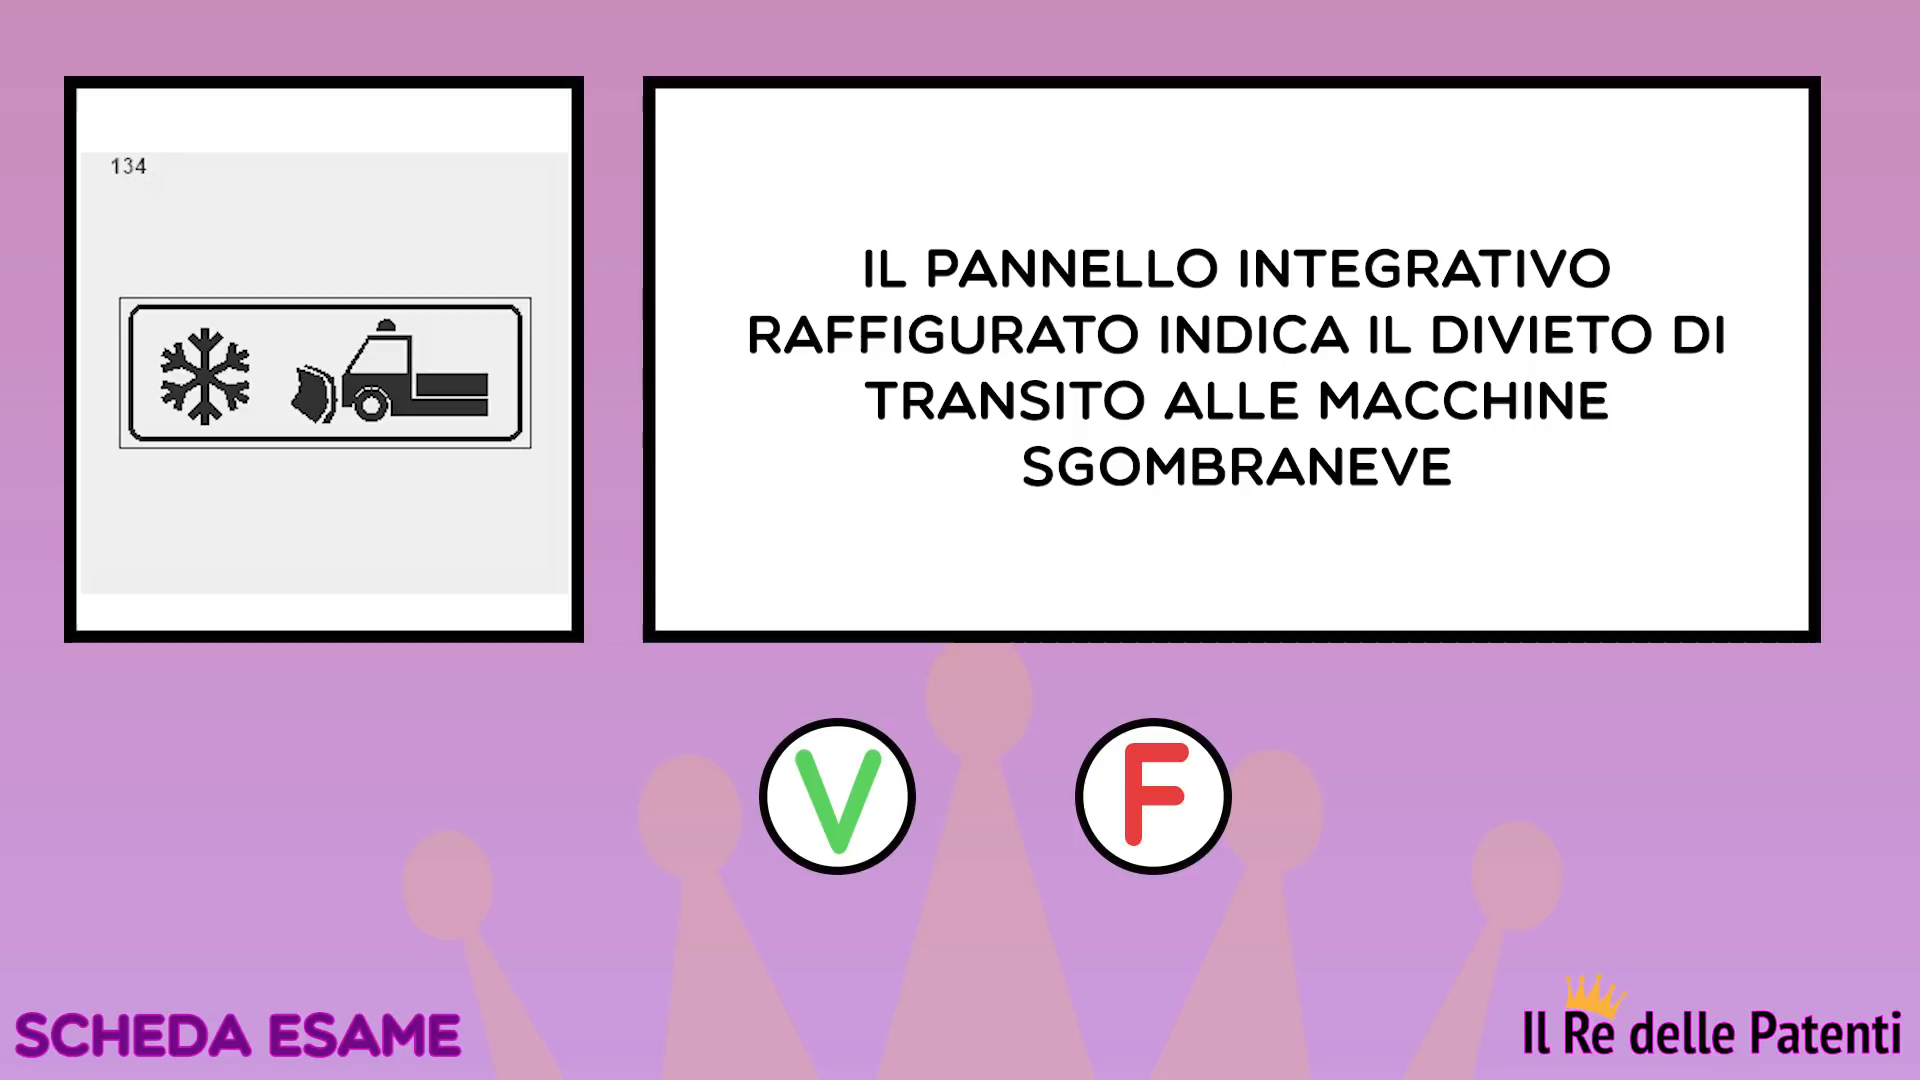 134
IL PANNELLO INTEGRATIVO
RAFFIGURATO INDICA IL DIVIETO DI
TRANSITO ALLE MACCHINE
SGOMBRANEVE
V F
SCHEDA ESAME
Il Re delle Patenti